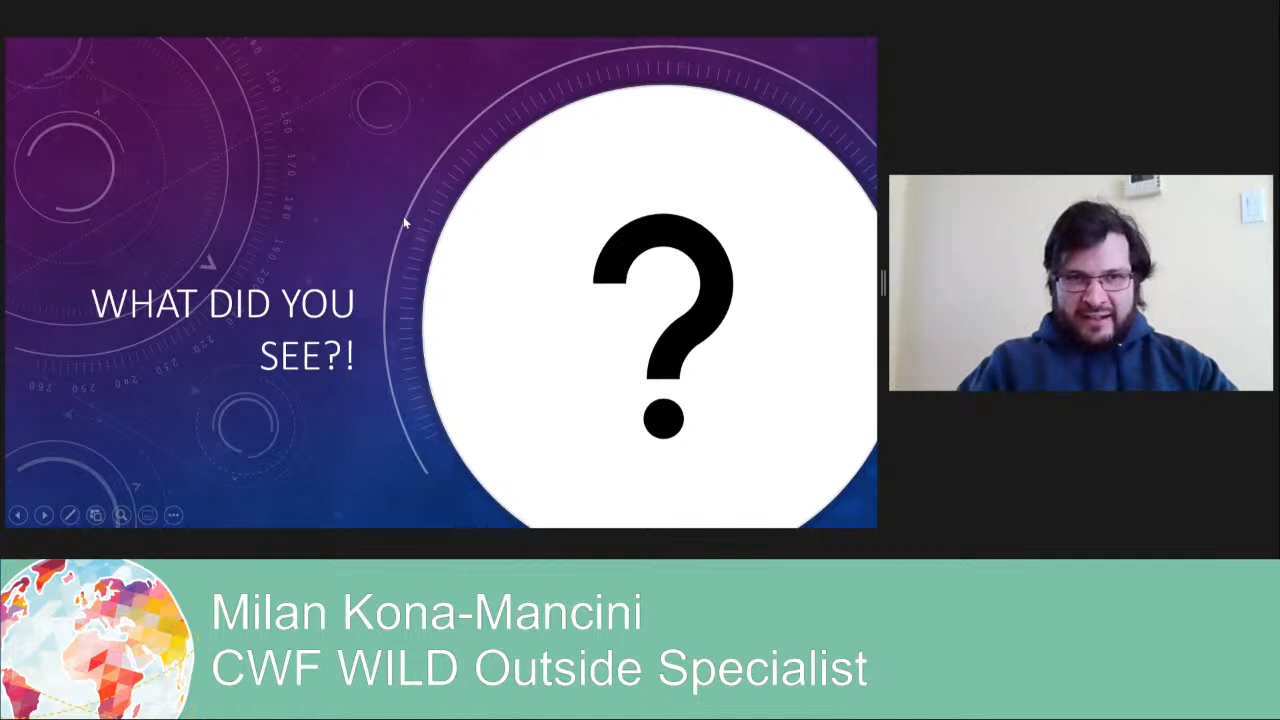 WHAT DID YOU
SEE?!
?
Milan Kona-Mancini
CWF WILD Outside Specialist